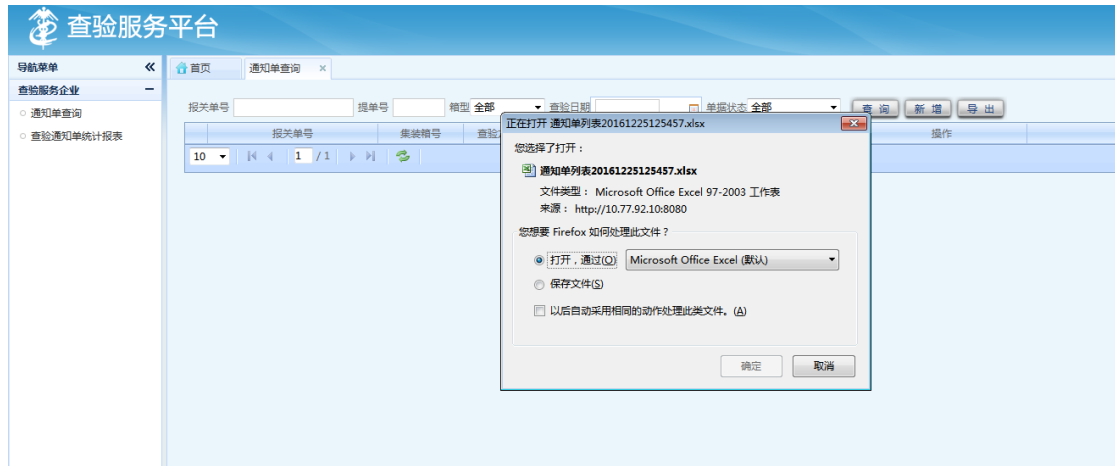 查验服务平台
导航菜单 «
首页 通知单查询 ×
查验服务企业
通知单查询
查验通知单统计报表
报关单号 提单号 箱型 全部 查验日期 单据状态 全部 查 询 新 增 导 出
报关单号 集装箱号 操作
10 1 / 1
正在打开 通知单列表20161225125457.xlsx
您选择了打开：
通知单列表20161225125457.xlsx
文件类型： Microsoft Office Excel 97-2003 工作表
来源： http://10.77.92.10:8080
您想要 Firefox 如何处理此文件？
打开，通过(O) Microsoft Office Excel (默认)
保存文件(S)
以后自动采用相同的动作处理此类文件。(A)
确定 取消